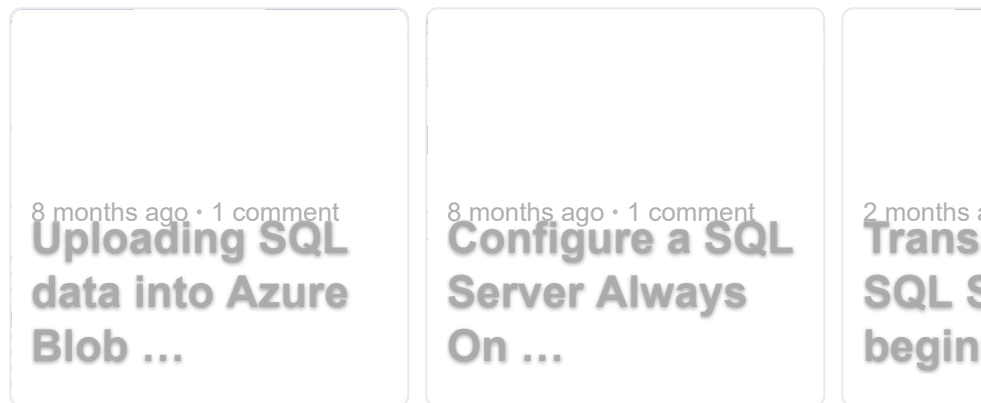 8 months ago • 1 comment
Uploading SQL
data into Azure
Blob …
8 months ago • 1 comment
Configure a SQL
Server Always
On …
2 months
Trans
SQL S
begin